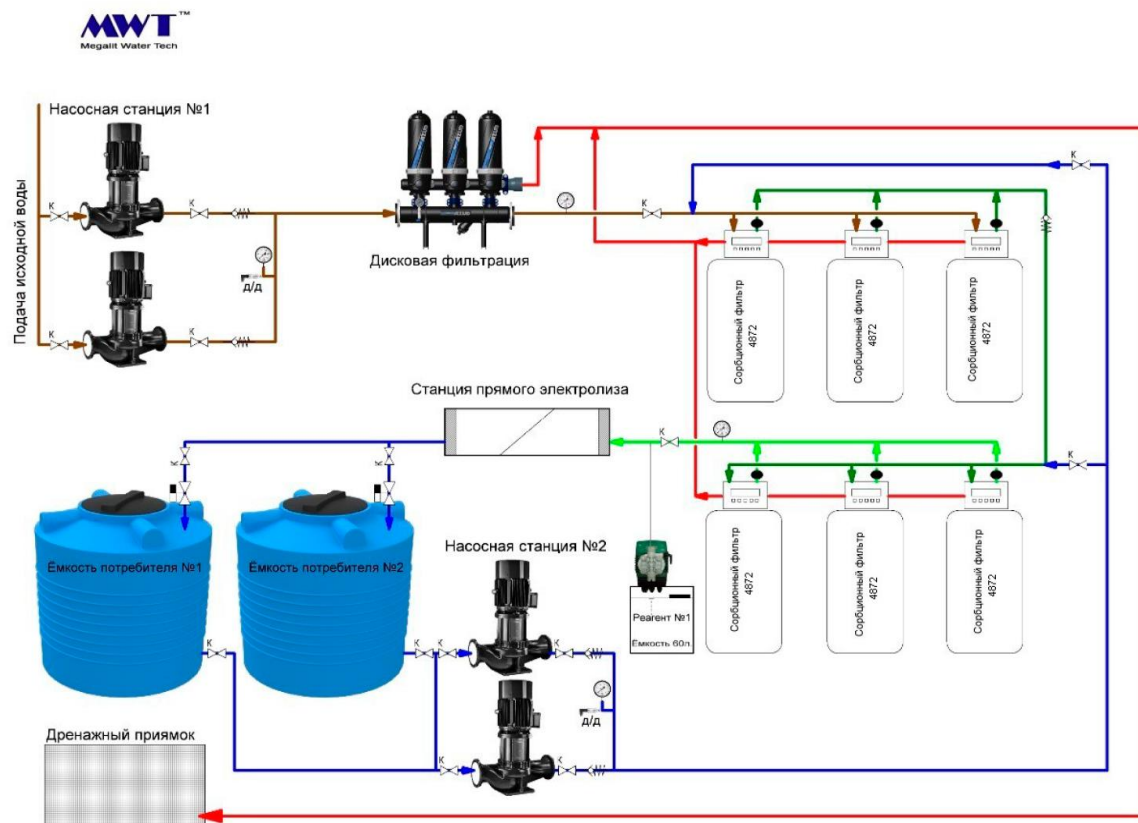 MWT™
Megalit Water Tech
Насосная станция №1
Подача исходной воды
К
К
К
К
д/д
Дисковая фильтрация
К
К
Сорбционный фильтр
4872
Сорбционный фильтр
4872
Сорбционный фильтр
4872
Станция прямого электролиза
К
К
К
К
Ёмкость потребителя №1
Ёмкость потребителя №2
Насосная станция №2
Реагент №1
Ёмкость 60л.
Сорбционный фильтр
4872
Сорбционный фильтр
4872
Сорбционный фильтр
4872
К
К
К
К
д/д
К
К
Дренажный приямок